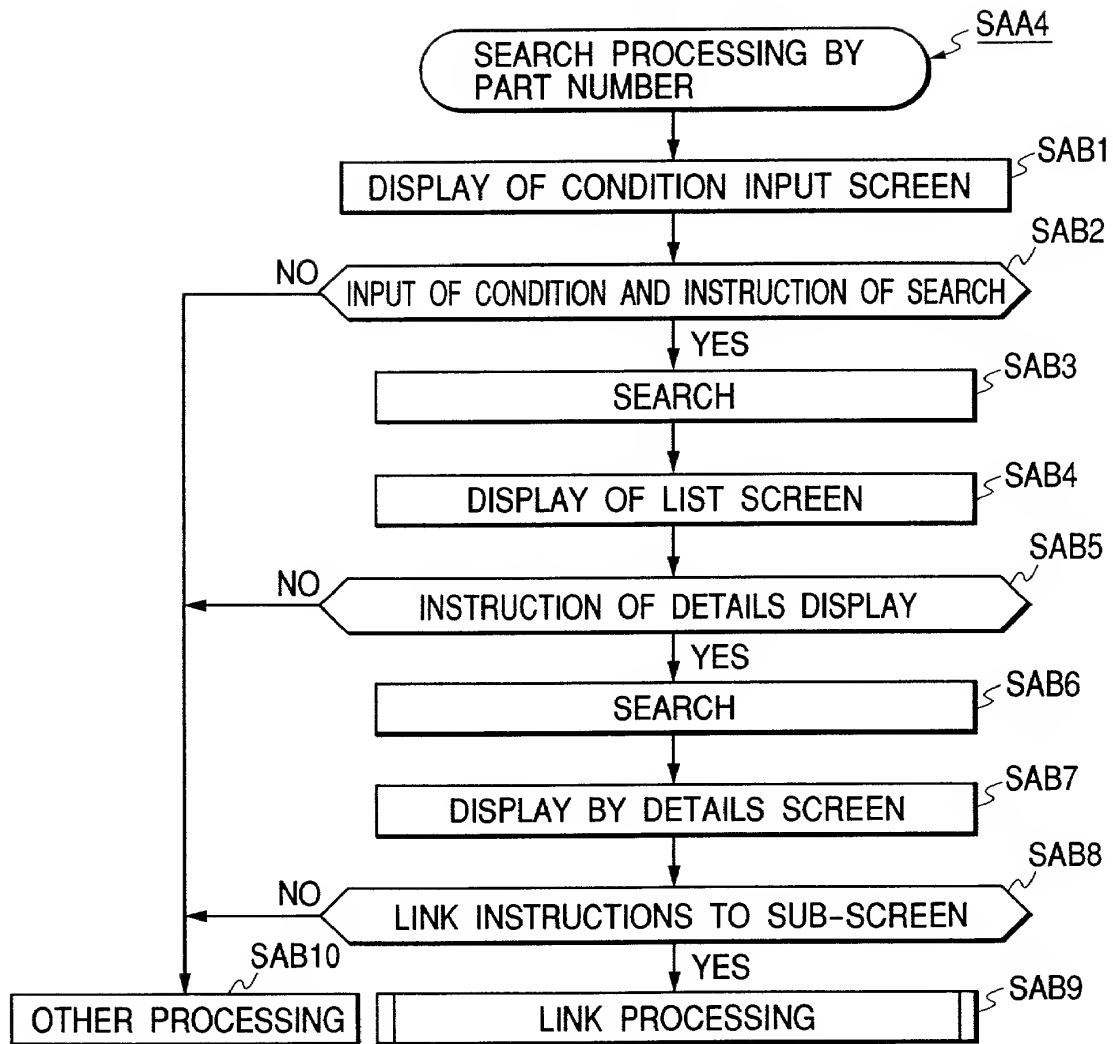 SAA4
SEARCH PROCESSING BY
PART NUMBER
SAB1
DISPLAY OF CONDITION INPUT SCREEN
SAB2
NO
INPUT OF CONDITION AND INSTRUCTION OF SEARCH
YES
SAB3
SEARCH
SAB4
DISPLAY OF LIST SCREEN
SAB5
NO
INSTRUCTION OF DETAILS DISPLAY
YES
SAB6
SEARCH
SAB7
DISPLAY BY DETAILS SCREEN
SAB8
NO
LINK INSTRUCTIONS TO SUB-SCREEN
YES
SAB10
SAB9
OTHER PROCESSING
LINK PROCESSING